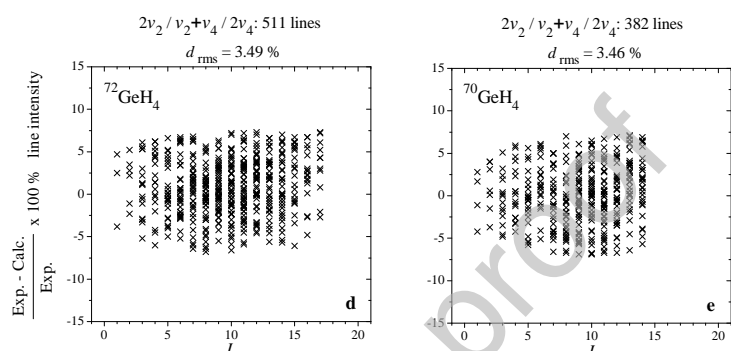 2ν2 / ν2+ν4 / 2ν4: 511 lines
drms = 3.49 %
15
10
5
0
-5
-10
-15
72GeH4
d
0
5
10
15
20
J
Exp. - Calc.
Exp.
x 100 % line intensity
2ν2 / ν2+ν4 / 2ν4: 382 lines
drms = 3.46 %
15
10
5
0
-5
-10
-15
70GeH4
e
0
5
10
15
20
J
proof